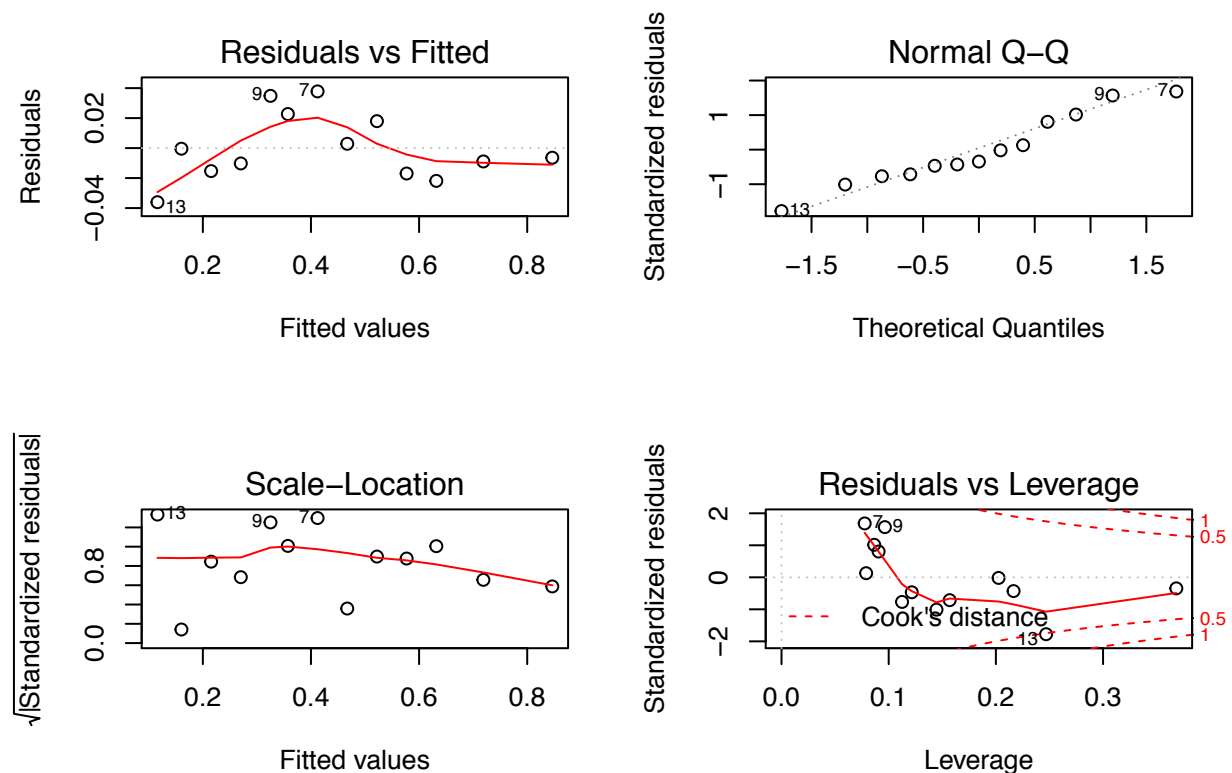 Residuals vs Fitted
Residuals
0.02
−0.04
9
7
13
0.2 0.4 0.6 0.8
Fitted values
Normal Q−Q
Standardized residuals
1
−1
9
7
13
−1.5 −0.5 0.5 1.5
Theoretical Quantiles
Scale−Location
√|Standardized residuals|
0.8
0.0
13
9
7
0.2 0.4 0.6 0.8
Fitted values
Residuals vs Leverage
Standardized residuals
2
0
−2
7
9
1
0.5
Cook's distance
0.5
1
13
0.0 0.1 0.2 0.3
Leverage